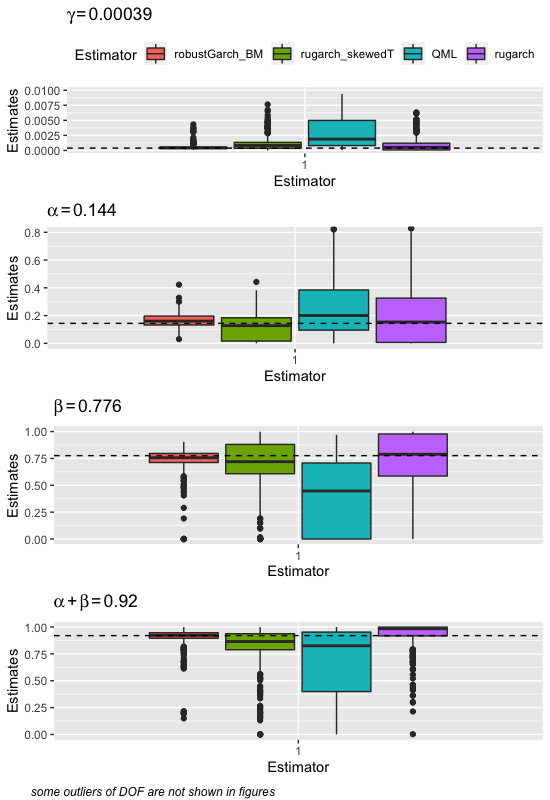 γ = 0.00039
Estimator robustGarch_BM rugarch_skewedT QML rugarch
Estimates
0.0100
0.0075
0.0050
0.0025
0.0000
1
Estimator
α = 0.144
Estimates
0.8
0.6
0.4
0.2
0.0
1
Estimator
β = 0.776
Estimates
1.00
0.75
0.50
0.25
0.00
1
Estimator
α + β = 0.92
Estimates
1.00
0.75
0.50
0.25
0.00
1
Estimator
some outliers of DOF are not shown in figures